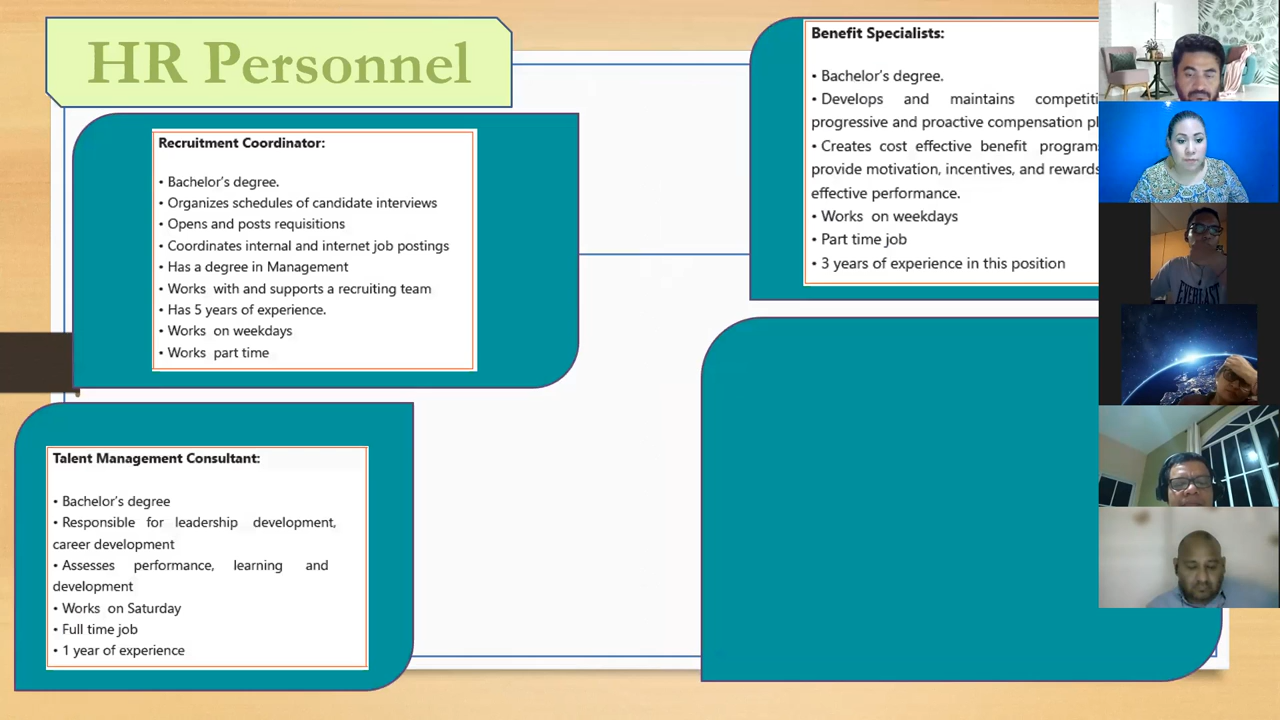 HR Personnel
Recruitment Coordinator:
• Bachelor's degree.
• Organizes schedules of candidate interviews
• Opens and posts requisitions
• Coordinates internal and internet job postings
• Has a degree in Management
• Works with and supports a recruiting team
• Has 5 years of experience.
• Works on weekdays
• Works part time
Talent Management Consultant:
• Bachelor's degree
• Responsible for leadership development,
career development
• Assesses performance, learning and
development
• Works on Saturday
• Full time job
• 1 year of experience
Benefit Specialists:
• Bachelor's degree.
• Develops and maintains
progressive and proactive compensation
• Creates cost effective benefit programs
provide motivation, incentives, and rewards
effective performance.
• Works on weekdays
• Part time job
• 3 years of experience in this position
EVERLAST